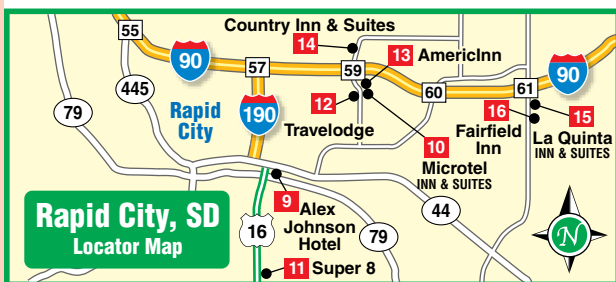 55
Country Inn & Suites
14
90
57
59
13
AmericInn
445
79
Rapid
City
190
12
Travelodge
60
10
Microtel
INN & SUITES
61
90
16
Fairfield
Inn
15
La Quinta
INN & SUITES
9
Alex
Johnson
Hotel
44
79
16
11
Super 8
Rapid City, SD
Locator Map
N